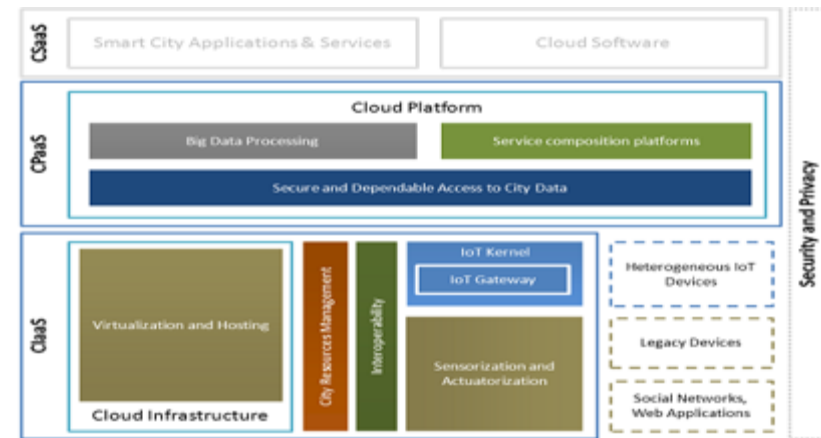 CSaaS
Smart City Applications & Services
Cloud Software
CPaaS
Cloud Platform
Big Data Processing
Service composition platforms
Secure and Dependable Access to City Data
CIaaS
Virtualization and Hosting
Cloud Infrastructure
City Resources Management
Interoperability
IoT Kernel
IoT Gateway
Sensorization and
Actuatorization
Heterogeneous IoT
Devices
Legacy Devices
Social Networks,
Web Applications
Security and Privacy